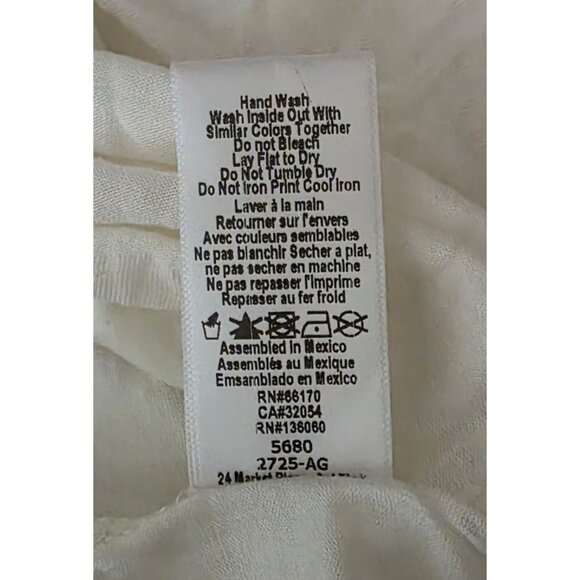 Hand Wash
Wash Inside Out With
Similar Colors Together
Do not Bleach
Lay Flat to Dry
Do Not Tumble Dry
Do Not Iron Print Cool Iron
Laver à la main
Retourner sur l'envers
Avec couleurs semblables
Ne pas blanchir Secher a plat,
ne pas secher en machine
Ne pas repasser l'imprime
Repasser au fer froid
Assembled in Mexico
Assemblés au Mexique
Emsamblado en Mexico
RN#66170
CA#32054
RN#136060
5680
2725-AG
24 Market